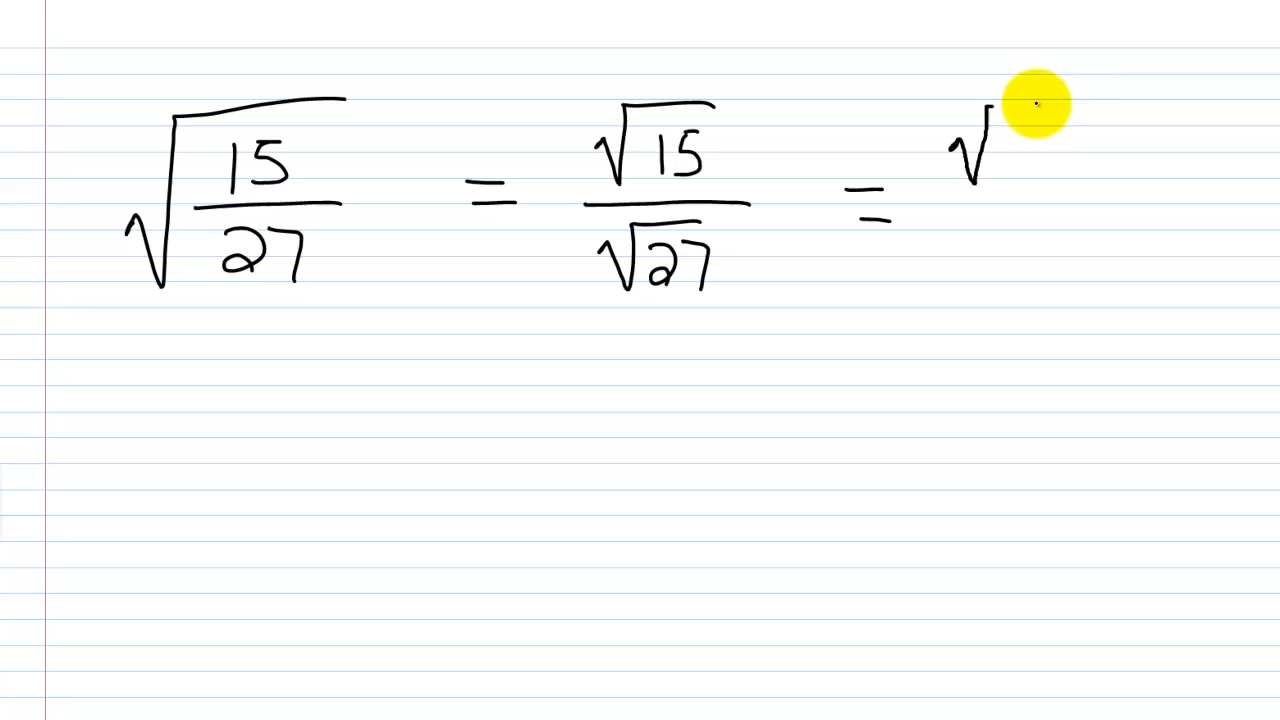 √(15/27) = √15/√27 = √